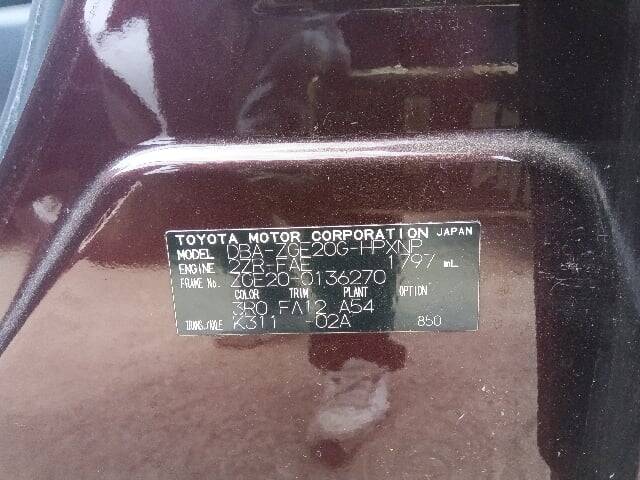 TOYOTA MOTOR CORPORATION JAPAN
MODEL DBA-ZGE20G-HPXNP
ENGINE 2ZR-FAE 1797 mL
FRAME No. ZGE20-0136270
COLOR TRIM PLANT OPTION
3R0 FA12 A54
TRANS./AXLE K311 -02A 850